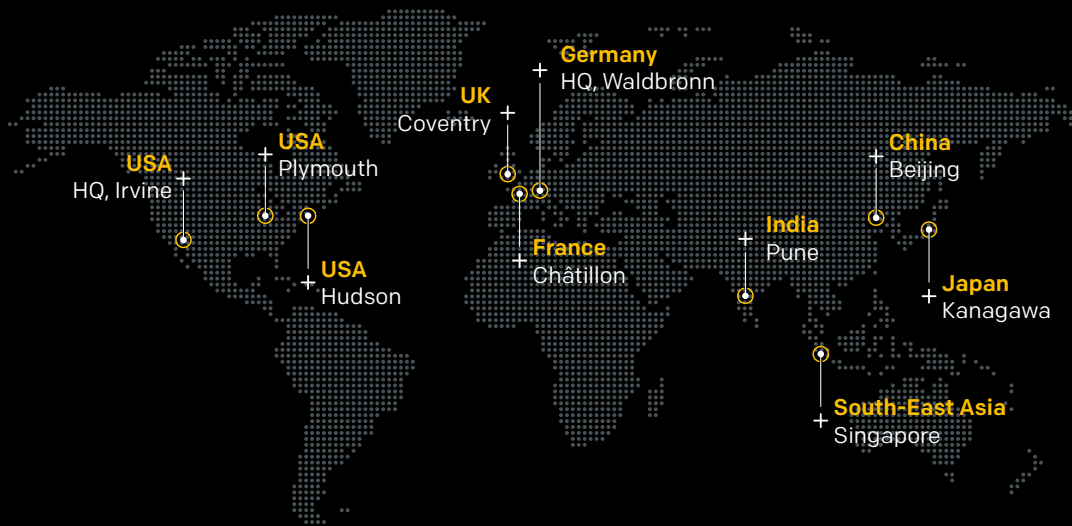 Germany
HQ, Waldbronn
UK
Coventry
USA
Plymouth
USA
HQ, Irvine
China
Beijing
India
Pune
France
Châtillon
USA
Hudson
Japan
Kanagawa
South-East Asia
Singapore